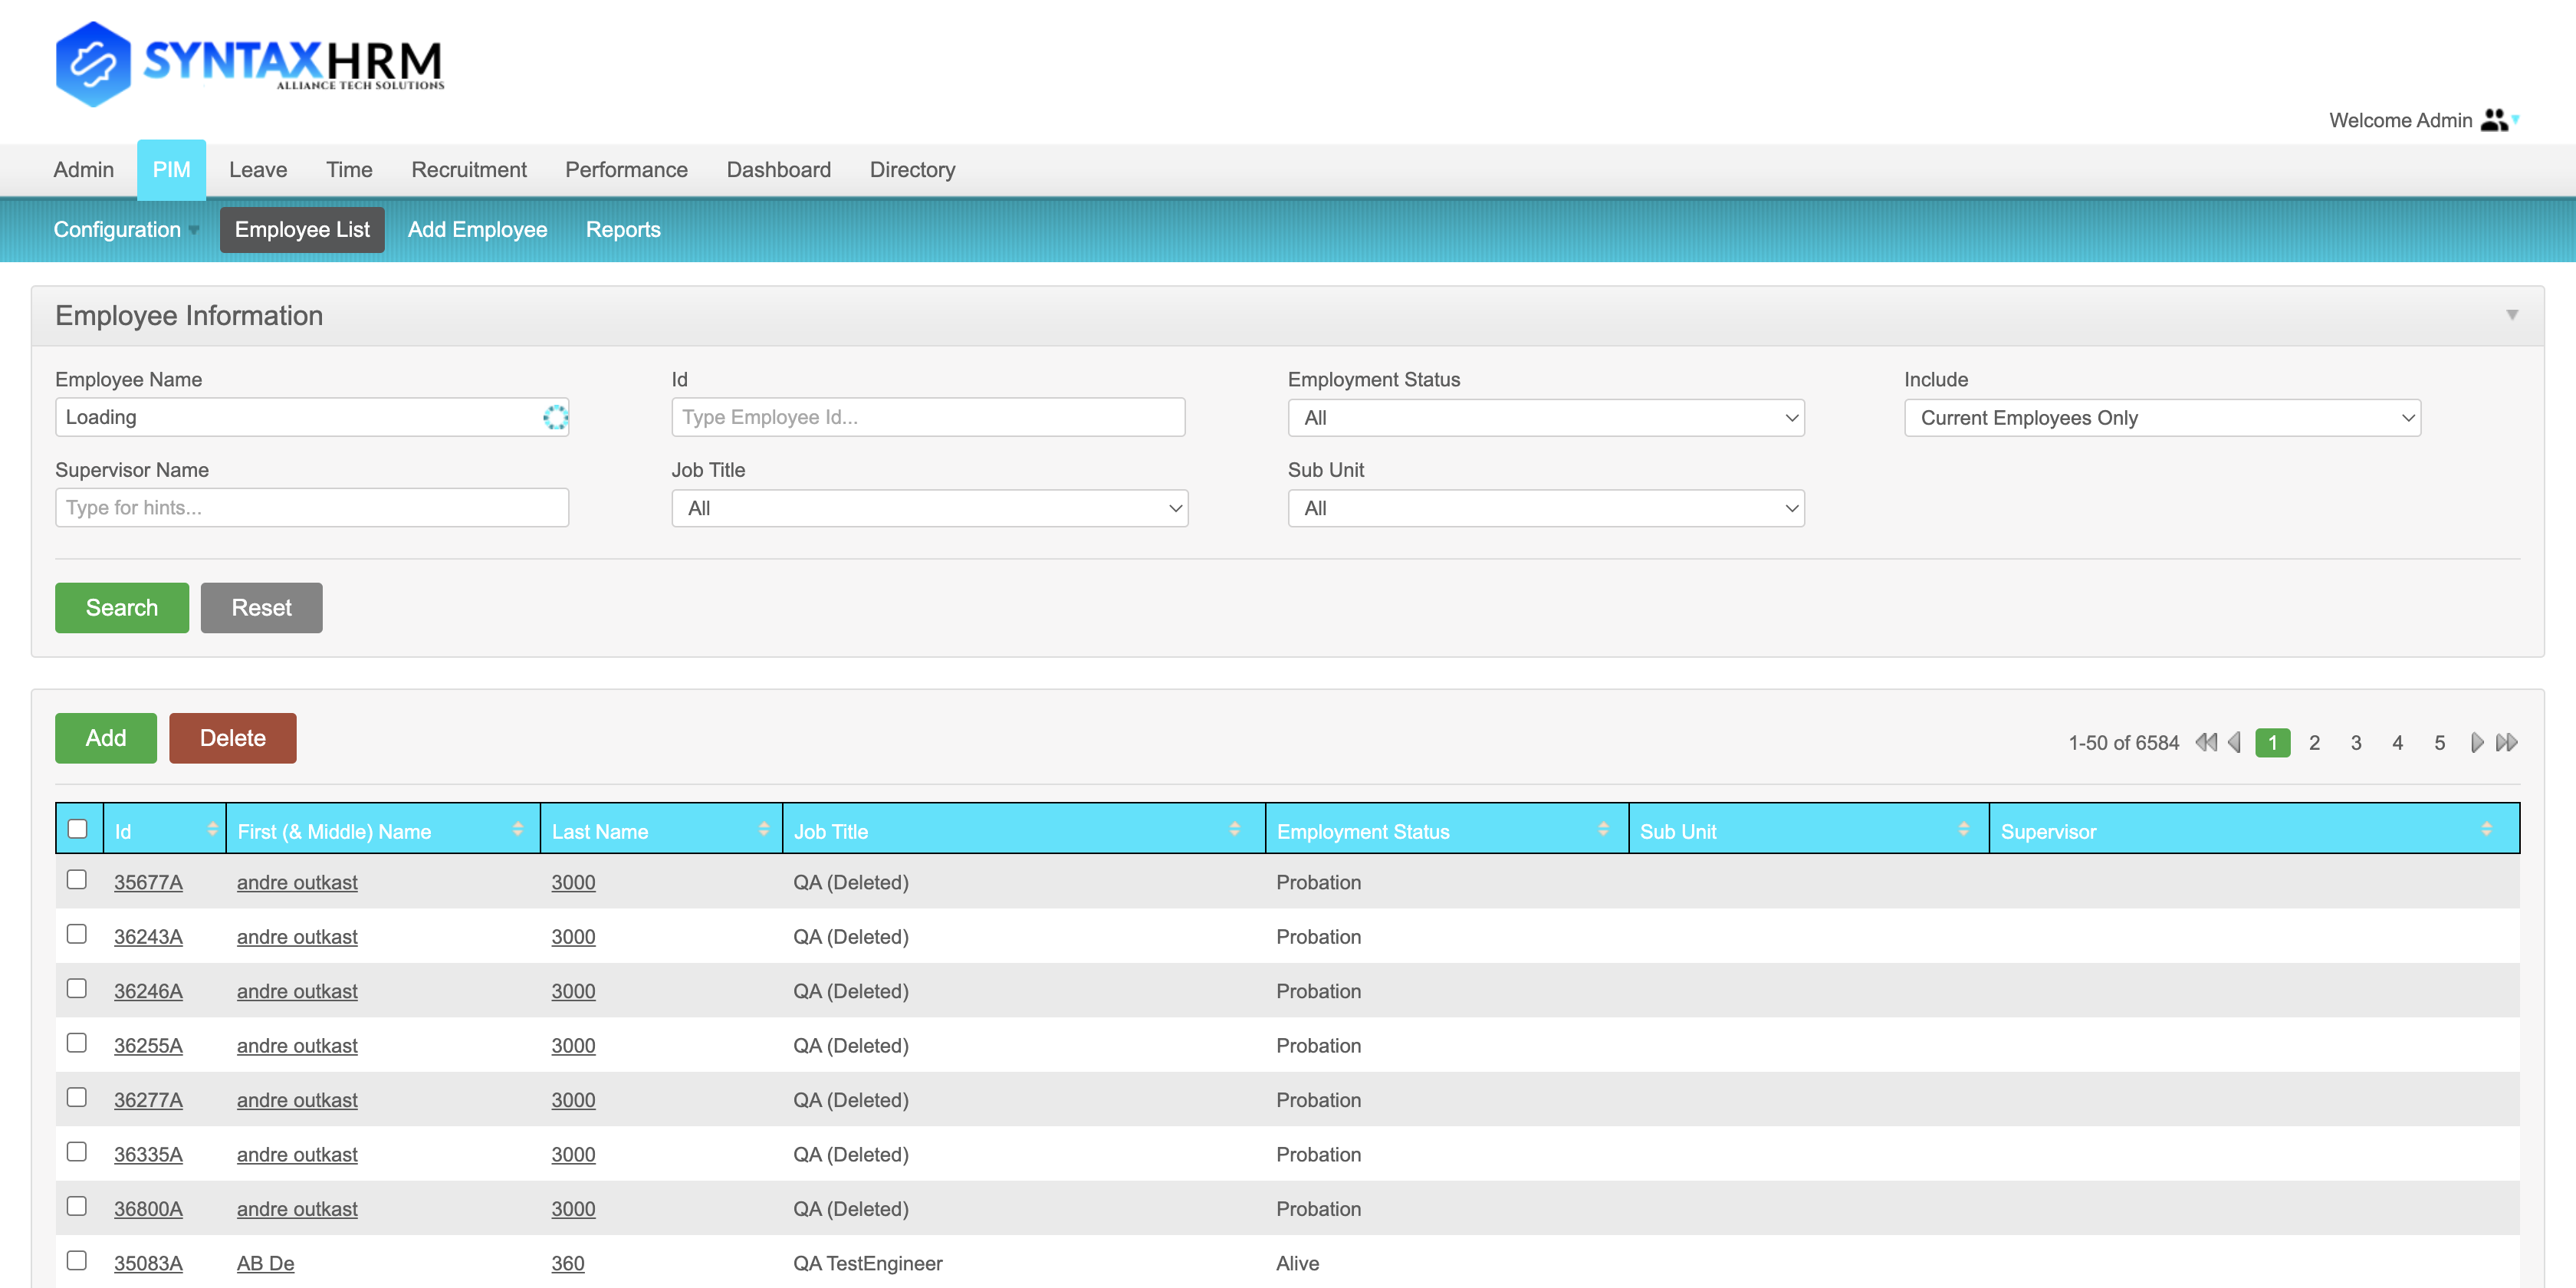 SYNTAXHRM
ALLIANCE TECH SOLUTIONS
Welcome Admin
Admin PIM Leave Time Recruitment Performance Dashboard Directory
Configuration Employee List Add Employee Reports
Employee Information
Employee Name Id Employment Status Include
Loading Type Employee Id... All Current Employees Only
Supervisor Name Job Title Sub Unit
Type for hints... All All
Search Reset
Add Delete 1-50 of 6584 1 2 3 4 5
Id First (& Middle) Name Last Name Job Title Employment Status Sub Unit Supervisor
35677A andre outkast 3000 QA (Deleted) Probation
36243A andre outkast 3000 QA (Deleted) Probation
36246A andre outkast 3000 QA (Deleted) Probation
36255A andre outkast 3000 QA (Deleted) Probation
36277A andre outkast 3000 QA (Deleted) Probation
36335A andre outkast 3000 QA (Deleted) Probation
36800A andre outkast 3000 QA (Deleted) Probation
35083A AB De 360 QA TestEngineer Alive